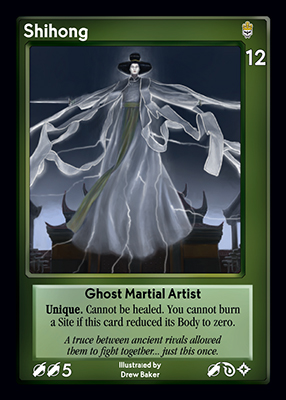 Shihong
12
Ghost Martial Artist
Unique. Cannot be healed. You cannot burn
a Site if this card reduced its Body to zero.
A truce between ancient rivals allowed
them to fight together... just this once.
Illustrated by
Drew Baker
5